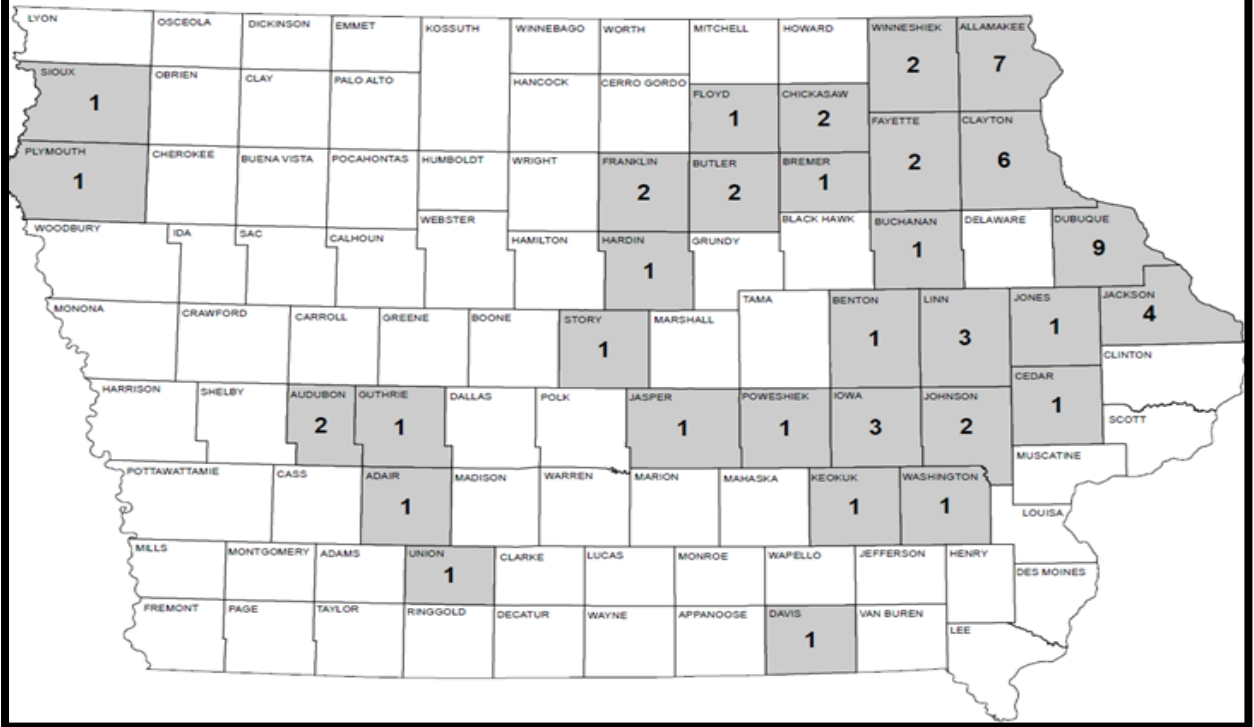 LYON OSCEOLA DICKINSON EMMET KOSSUTH WINNEBAGO WORTH MITCHELL HOWARD WINNESHIEK ALLAMAKEE
2 7
SIOUX OBRIEN CLAY PALO ALTO HANCOCK CERRO GORDO FLOYD CHICKASAW
1 1 2
FAYETTE CLAYTON
2 6
PLYMOUTH CHEROKEE BUENA VISTA POCAHONTAS HUMBOLDT WRIGHT FRANKLIN BUTLER BREMER
1 2 2 1
WOODBURY IDA SAC CALHOUN WEBSTER HAMILTON HARDIN GRUNDY BLACK HAWK BUCHANAN DELAWARE DUBUQUE
1 1 9
MONONA CRAWFORD CARROLL GREENE BOONE STORY MARSHALL TAMA BENTON LINN JONES JACKSON
1 1 3 1 4
CLINTON
CEDAR
1
HARRISON SHELBY AUDUBON GUTHRIE DALLAS POLK JASPER POWESHIEK IOWA JOHNSON SCOTT
2 1 1 1 3 2
MUSCATINE
POTTAWATTAMIE CASS ADAIR MADISON WARREN MARION MAHASKA KEOKUK WASHINGTON
1 1 1
LOUISA
MILLS MONTGOMERY ADAMS UNION CLARKE LUCAS MONROE WAPELLO JEFFERSON HENRY
1
DES MOINES
FREMONT PAGE TAYLOR RINGGOLD DECATUR WAYNE APPANOOSE DAVIS VAN BUREN
1
LEE